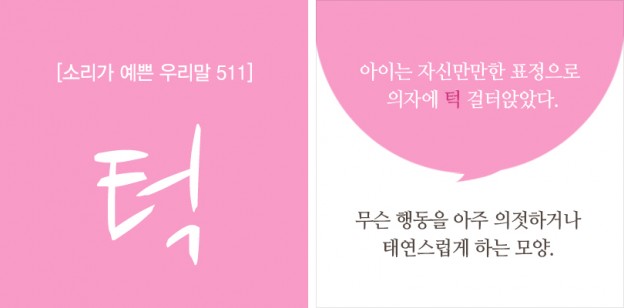 [소리가 예쁜 우리말 511]
턱
아이는 자신만만한 표정으로
의자에 턱 걸터앉았다.
무슨 행동을 아주 의젓하거나
태연스럽게 하는 모양.